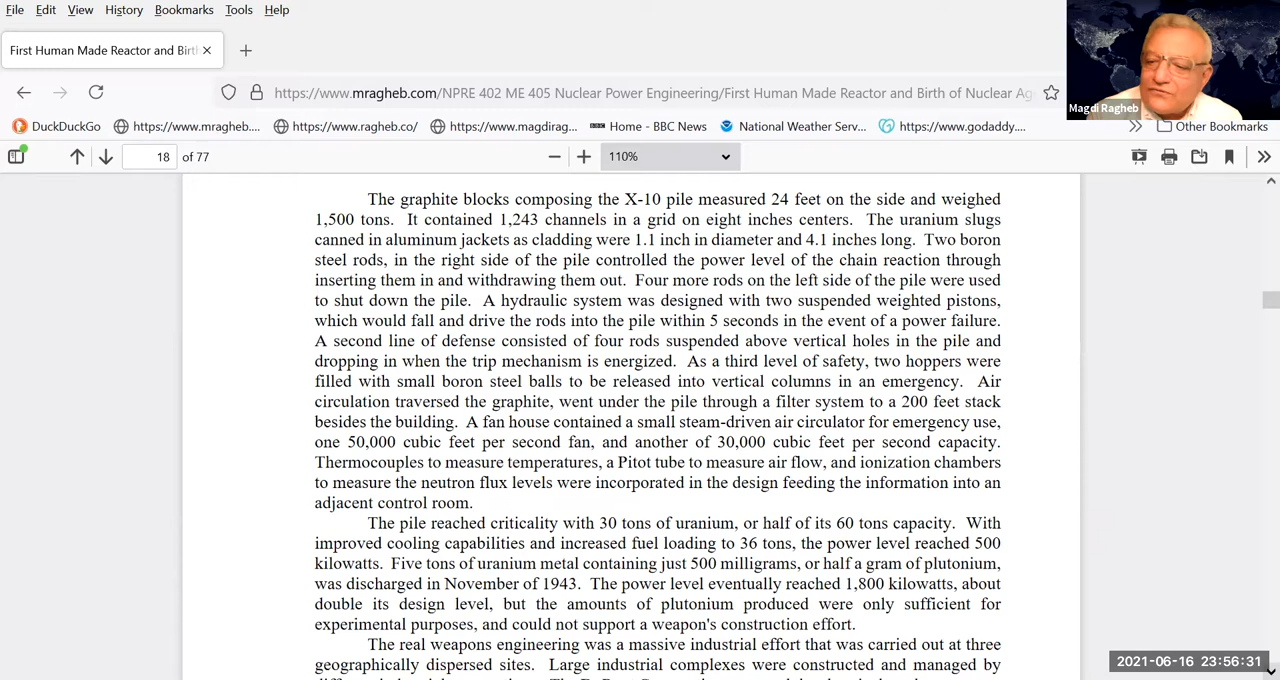 File Edit View History Bookmarks Tools Help
First Human Made Reactor and Birt
https://www.mragheb.com/NPRE 402 ME 405 Nuclear Power Engineering/First Human Made Reactor and Birth of Nuclear Ag
Magdi Ragheb
DuckDuckGo https://www.mragheb.... https://www.ragheb.co/ https://www.magdirag... Home - BBC News National Weather Serv... https://www.godaddy.... Other Bookmarks
18 of 77 110%
The graphite blocks composing the X-10 pile measured 24 feet on the side and weighed
1,500 tons. It contained 1,243 channels in a grid on eight inches centers. The uranium slugs
canned in aluminum jackets as cladding were 1.1 inch in diameter and 4.1 inches long. Two boron
steel rods, in the right side of the pile controlled the power level of the chain reaction through
inserting them in and withdrawing them out. Four more rods on the left side of the pile were used
to shut down the pile. A hydraulic system was designed with two suspended weighted pistons,
which would fall and drive the rods into the pile within 5 seconds in the event of a power failure.
A second line of defense consisted of four rods suspended above vertical holes in the pile and
dropping in when the trip mechanism is energized. As a third level of safety, two hoppers were
filled with small boron steel balls to be released into vertical columns in an emergency. Air
circulation traversed the graphite, went under the pile through a filter system to a 200 feet stack
besides the building. A fan house contained a small steam-driven air circulator for emergency use,
one 50,000 cubic feet per second fan, and another of 30,000 cubic feet per second capacity.
Thermocouples to measure temperatures, a Pitot tube to measure air flow, and ionization chambers
to measure the neutron flux levels were incorporated in the design feeding the information into an
adjacent control room.
The pile reached criticality with 30 tons of uranium, or half of its 60 tons capacity. With
improved cooling capabilities and increased fuel loading to 36 tons, the power level reached 500
kilowatts. Five tons of uranium metal containing just 500 milligrams, or half a gram of plutonium,
was discharged in November of 1943. The power level eventually reached 1,800 kilowatts, about
double its design level, but the amounts of plutonium produced were only sufficient for
experimental purposes, and could not support a weapon's construction effort.
The real weapons engineering was a massive industrial effort that was carried out at three
geographically dispersed sites. Large industrial complexes were constructed and managed by
2021-06-16 23:56:31